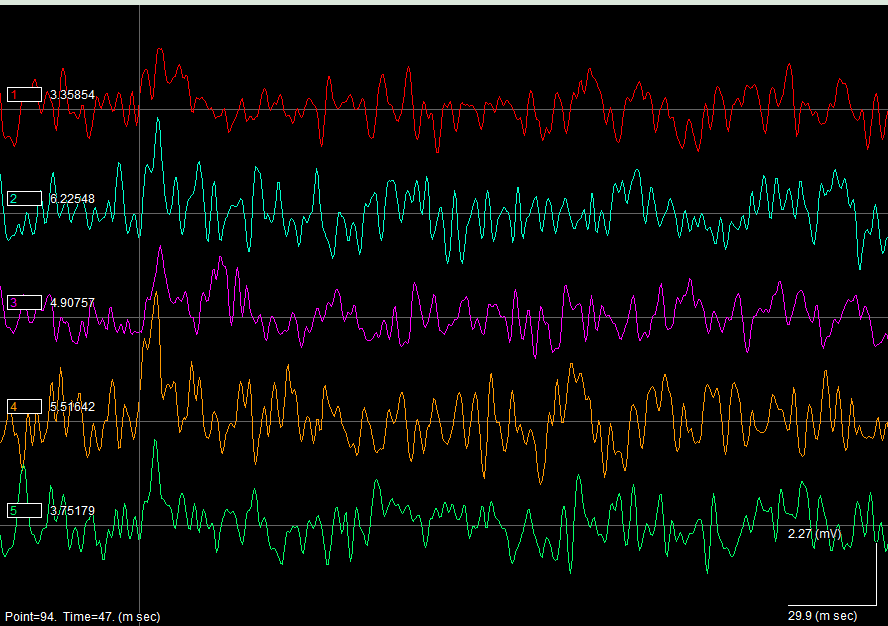 1 3.35854
2 6.22548
3 4.90757
4 5.51642
5 3.75179
2.27 (mV)
Point=94. Time=47. (m sec)
29.9 (m sec)